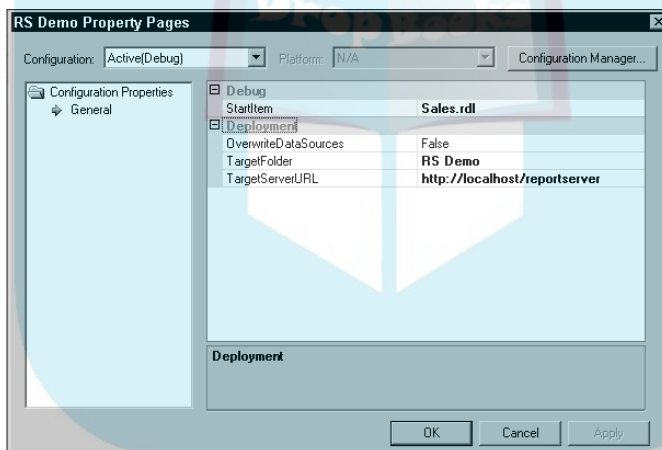 DropBooks
RS Demo Property Pages
Configuration: Active(Debug) Platform: N/A Configuration Manager...
Configuration Properties
General
Debug
StartItem Sales.rdl
Deployment
OverwriteDataSources False
TargetFolder RS Demo
TargetServerURL http://localhost/reportserver
Deployment
OK Cancel Apply